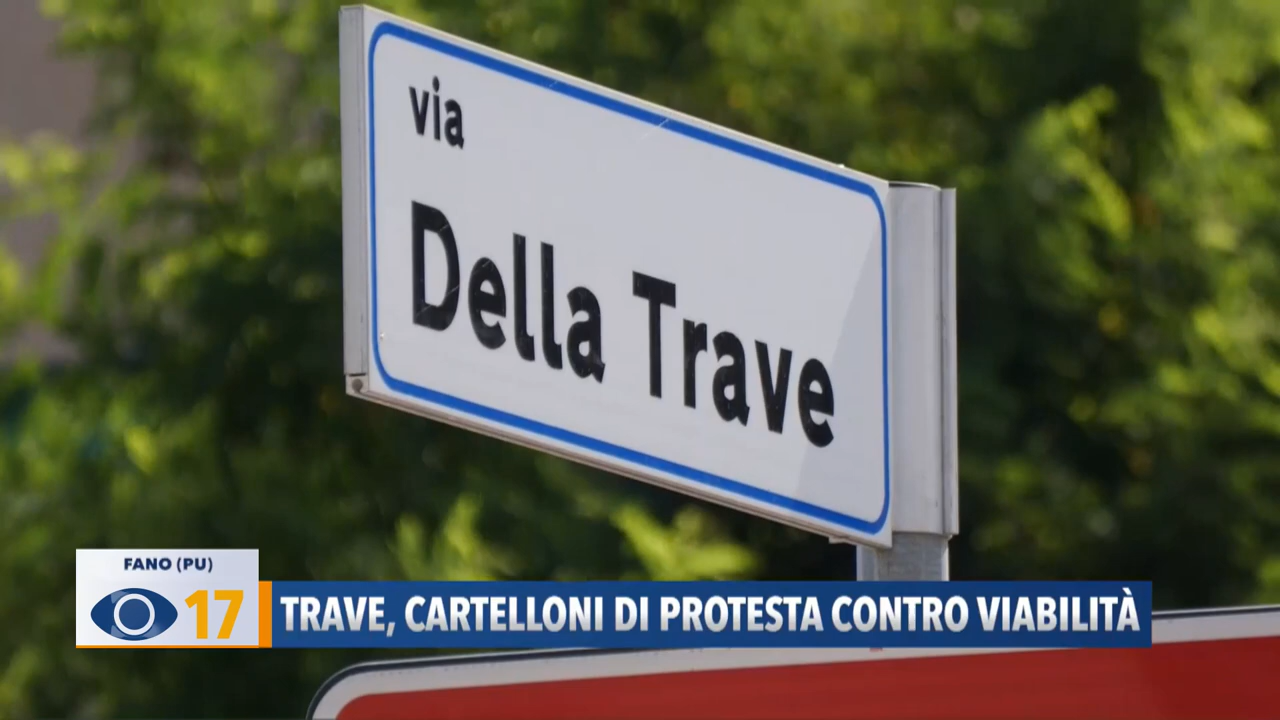 via
Della Trave
FANO (PU)
17
TRAVE, CARTELLONI DI PROTESTA CONTRO VIABILITÀ